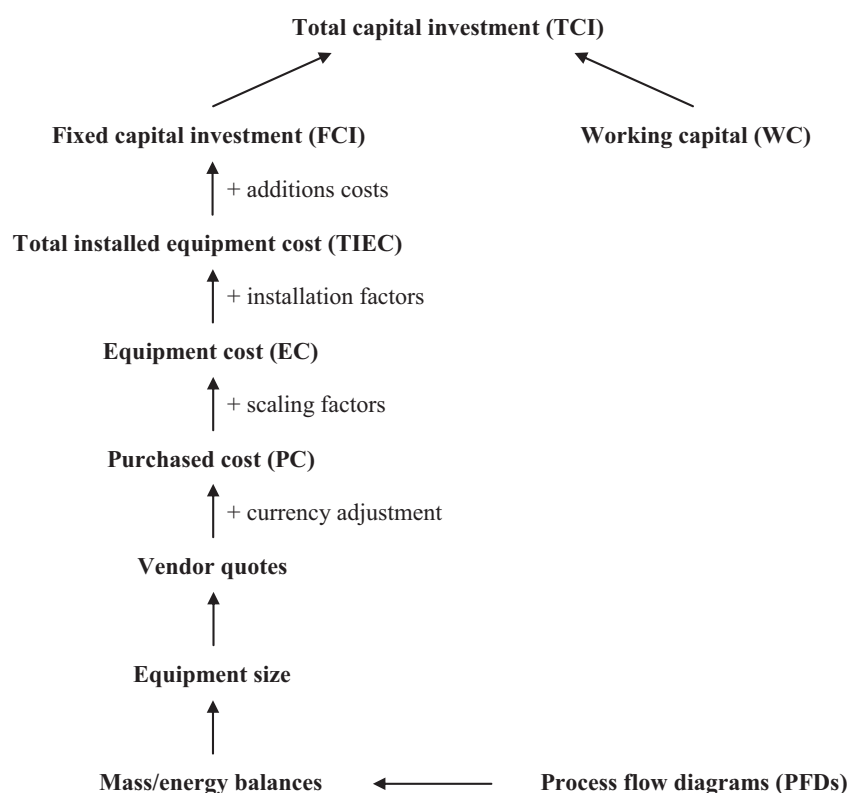 Total capital investment (TCI)
Fixed capital investment (FCI) Working capital (WC)
+ additions costs
Total installed equipment cost (TIEC)
+ installation factors
Equipment cost (EC)
+ scaling factors
Purchased cost (PC)
+ currency adjustment
Vendor quotes
Equipment size
Mass/energy balances Process flow diagrams (PFDs)